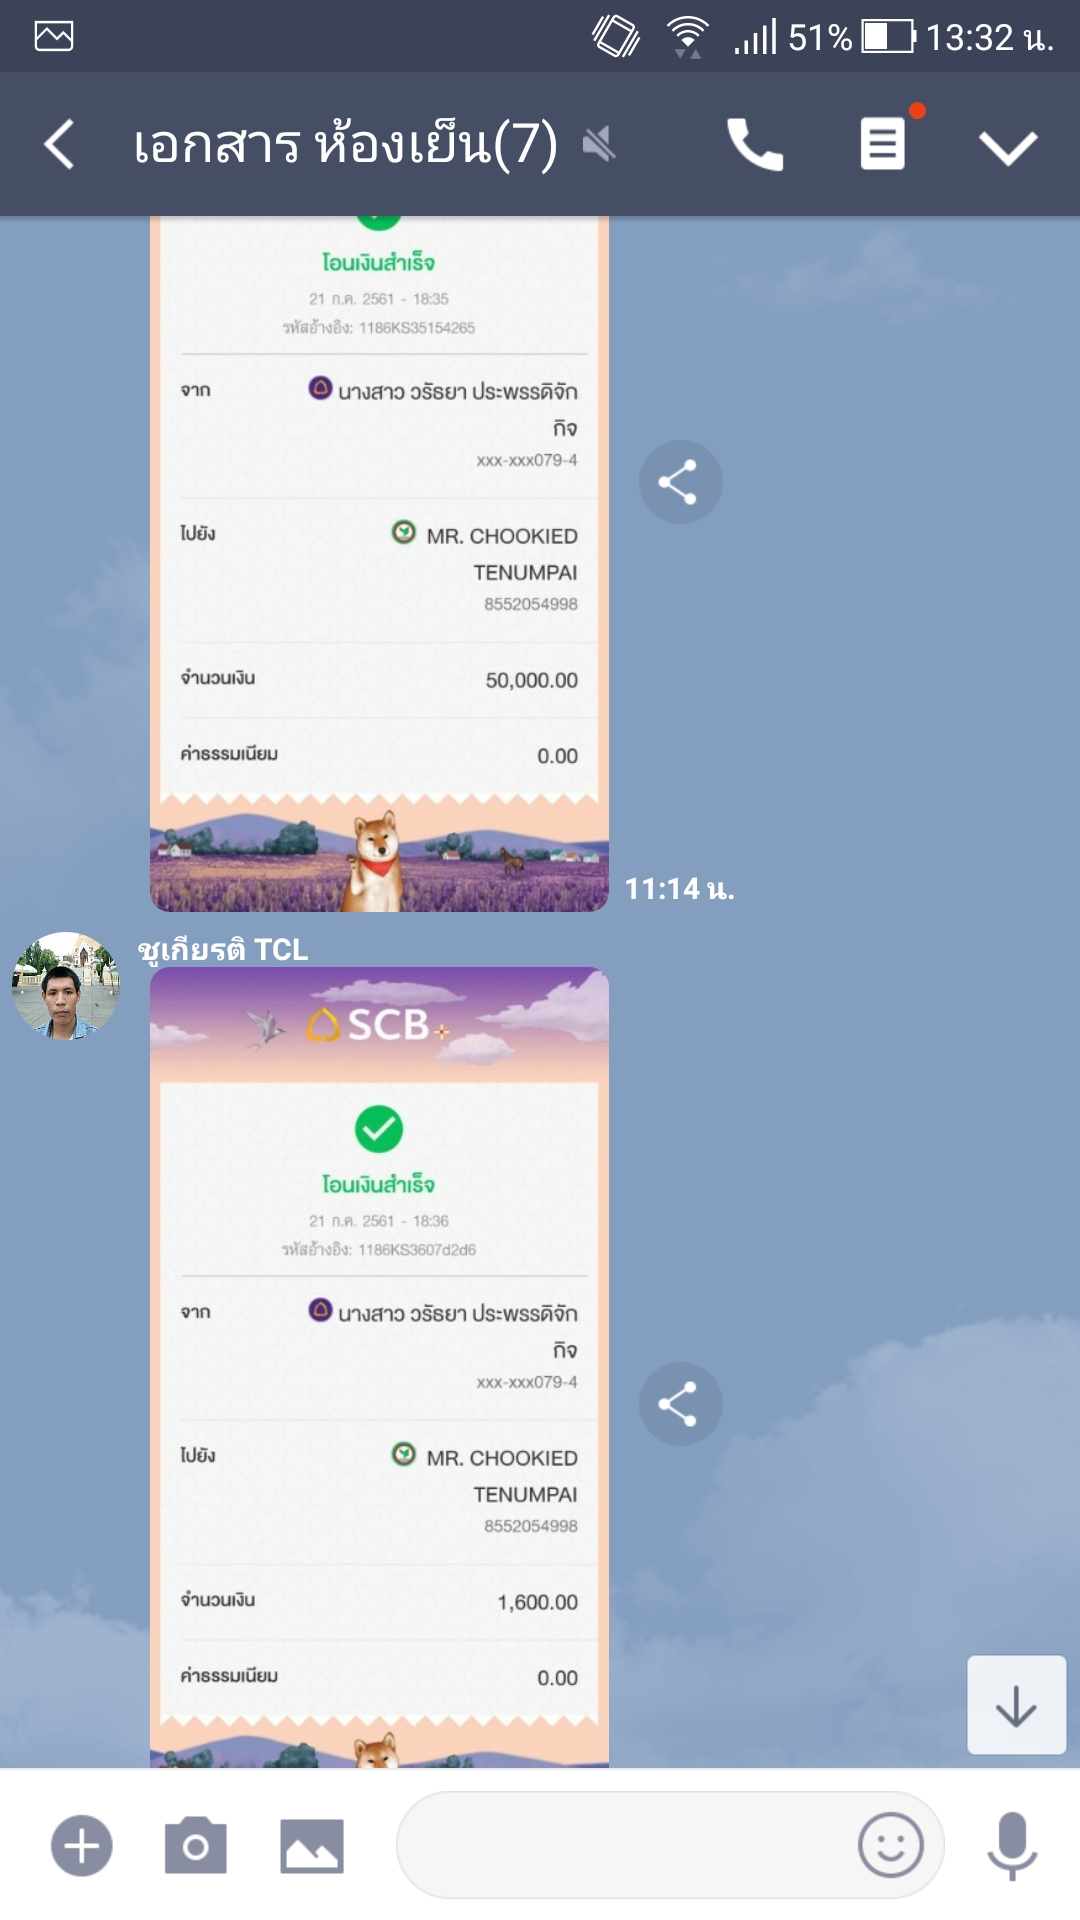 51% 13:32 น.
เอกสาร ห้องเย็น(7)
โอนเงินสำเร็จ
21 ก.ค. 2561 - 18:35
รหัสอ้างอิง: 1186KS35154265
จาก นางสาว วรัธยา ประพรรดิจัก
กิจ
xxx-xxx079-4
ไปยัง MR. CHOOKIED
TENUMPAI
8552054998
จำนวนเงิน 50,000.00
ค่าธรรมเนียม 0.00
11:14 น.
ชูเกียรติ TCL
SCB
โอนเงินสำเร็จ
21 ก.ค. 2561 - 18:36
รหัสอ้างอิง: 1186KS3607d2d6
จาก นางสาว วรัธยา ประพรรดิจัก
กิจ
xxx-xxx079-4
ไปยัง MR. CHOOKIED
TENUMPAI
8552054998
จำนวนเงิน 1,600.00
ค่าธรรมเนียม 0.00